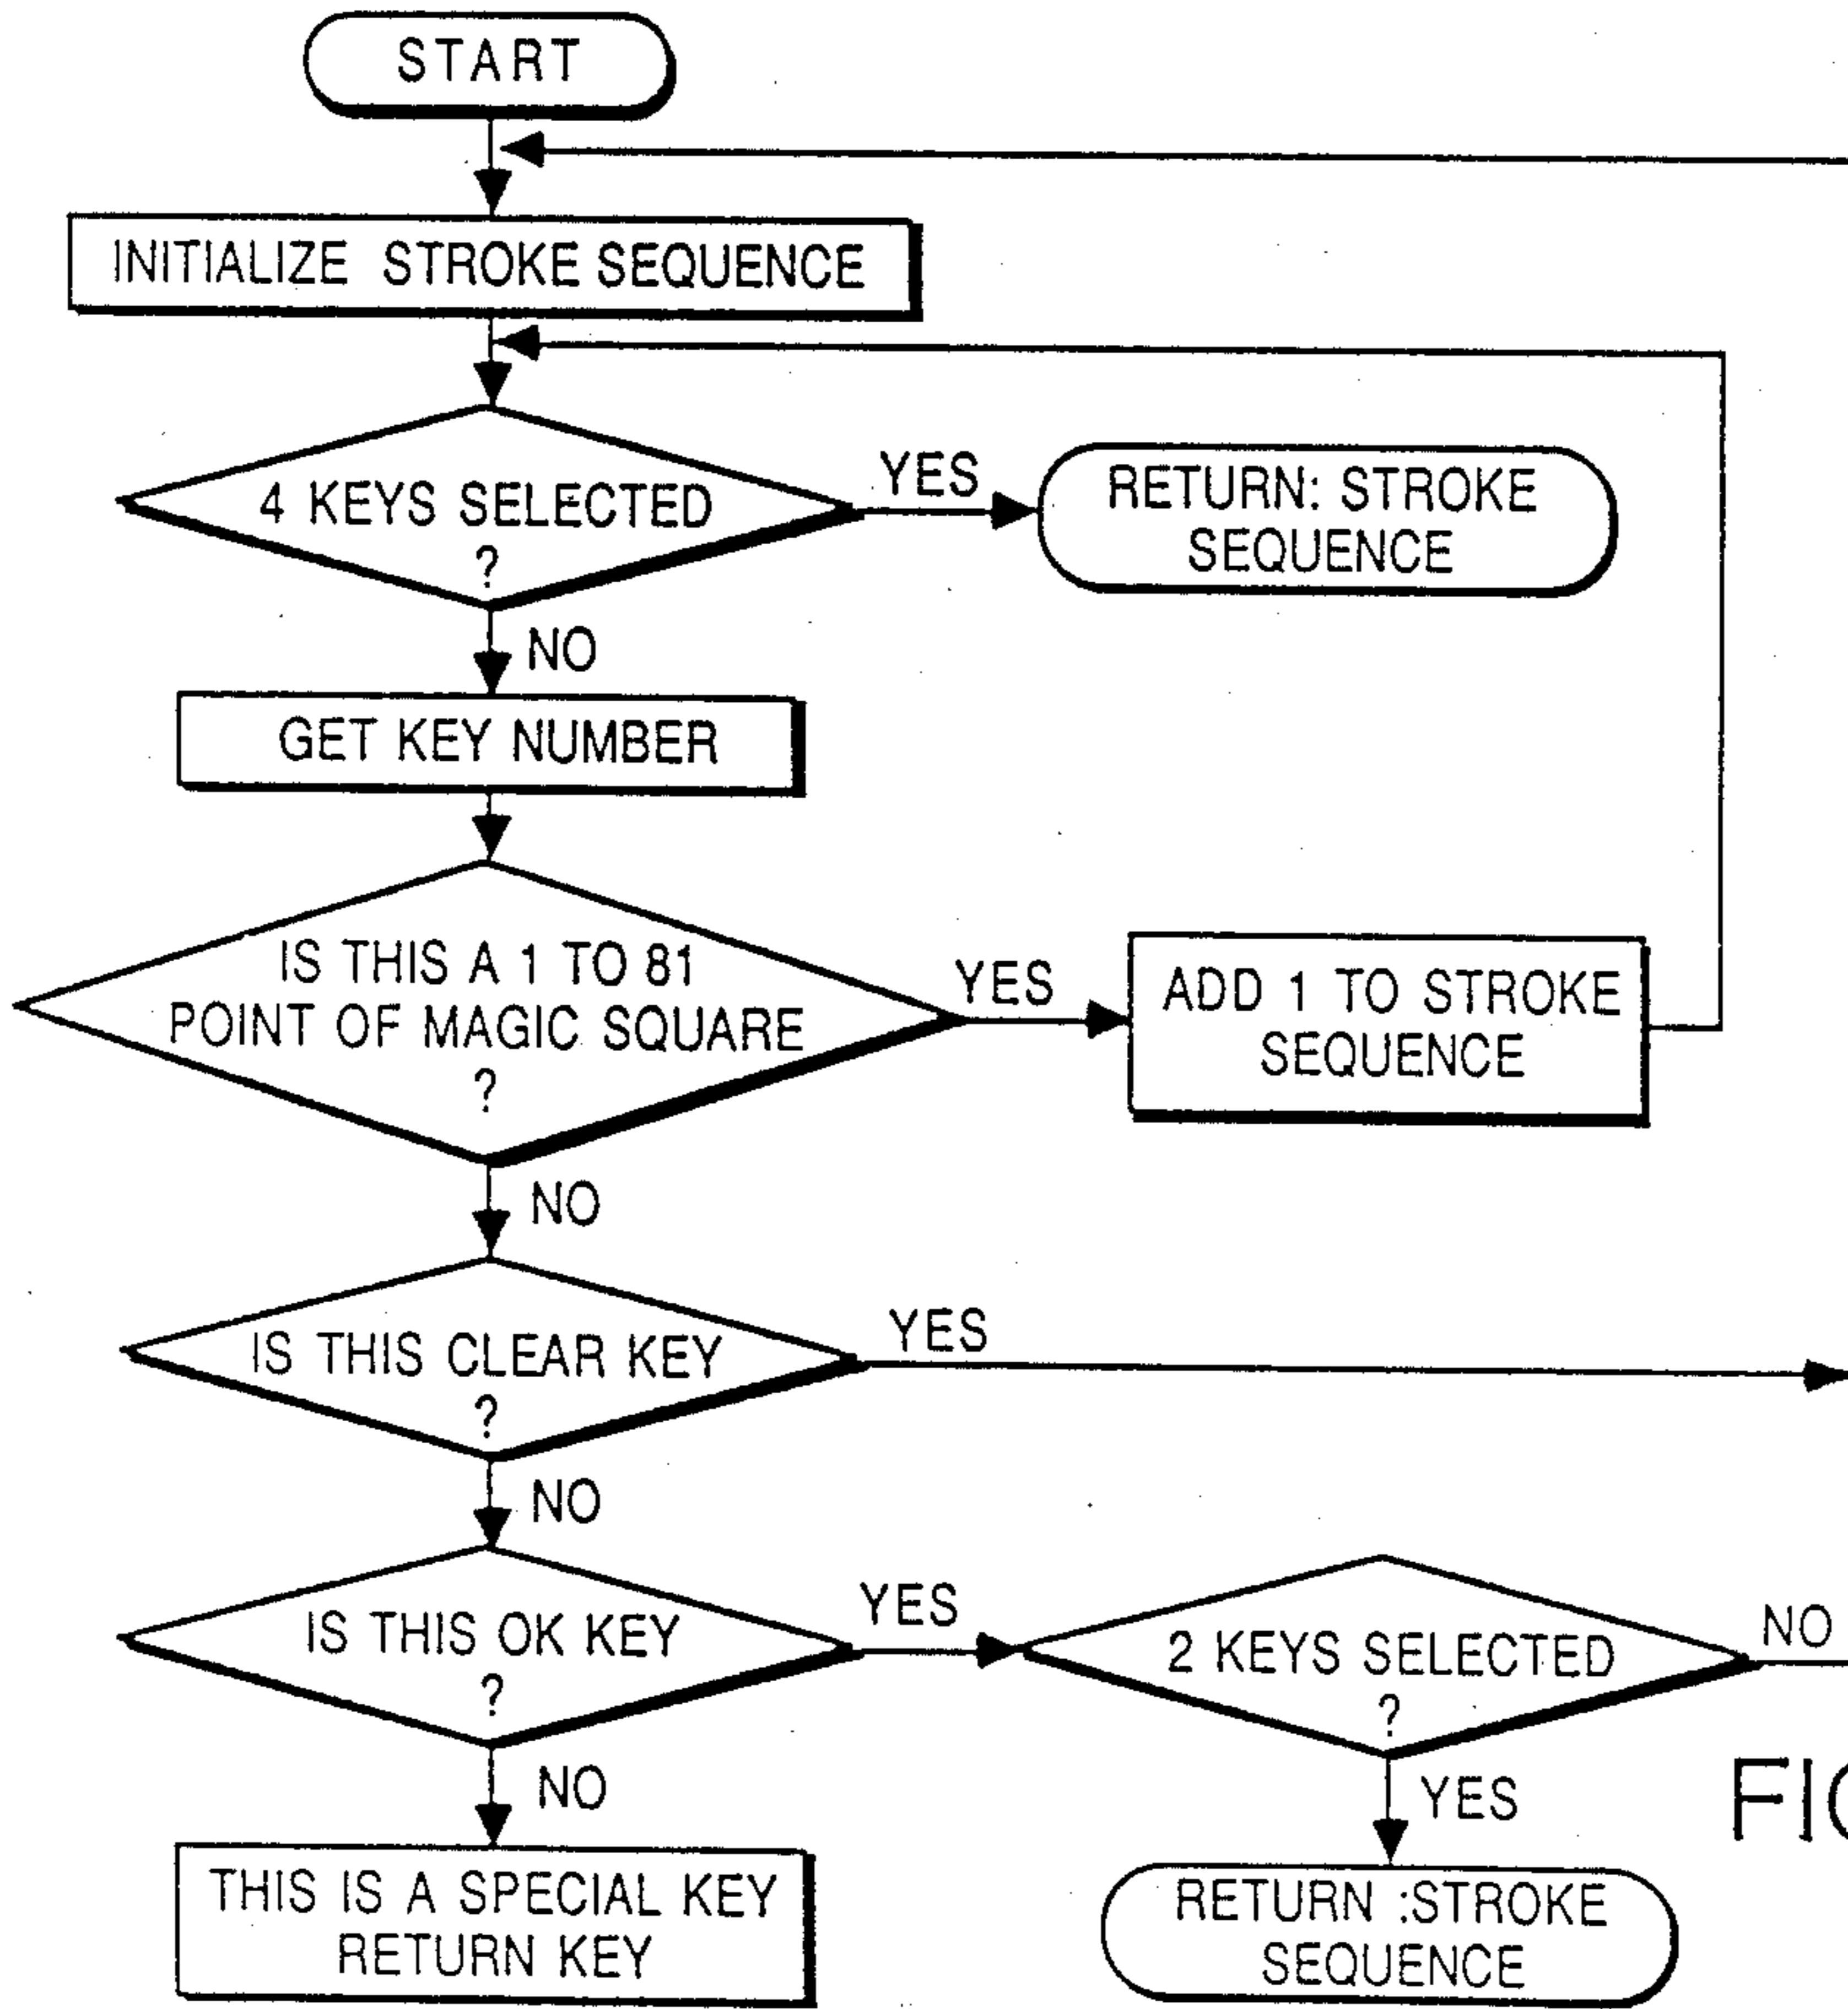 START
INITIALIZE STROKE SEQUENCE
4 KEYS SELECTED
?
YES
RETURN: STROKE
SEQUENCE
NO
GET KEY NUMBER
IS THIS A 1 TO 81
POINT OF MAGIC SQUARE
?
YES
ADD 1 TO STROKE
SEQUENCE
NO
IS THIS CLEAR KEY
?
YES
NO
IS THIS OK KEY
?
YES
2 KEYS SELECTED
?
NO
NO
YES
THIS IS A SPECIAL KEY
RETURN KEY
RETURN :STROKE
SEQUENCE